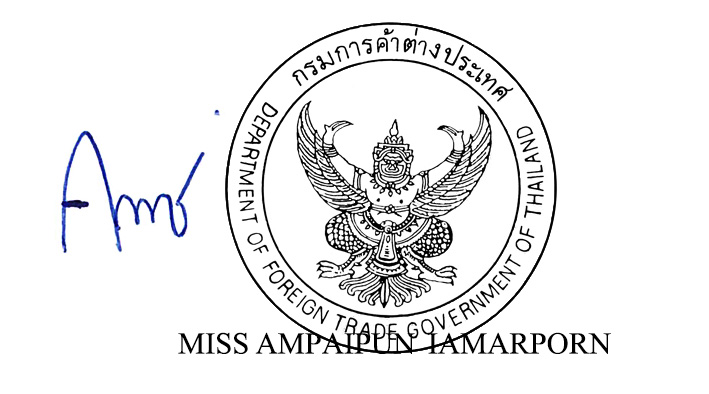 กรมการค้าต่างประเทศ
DEPARTMENT OF FOREIGN TRADE GOVERNMENT OF THAILAND
MISS AMPAIPUN IAMARPORN